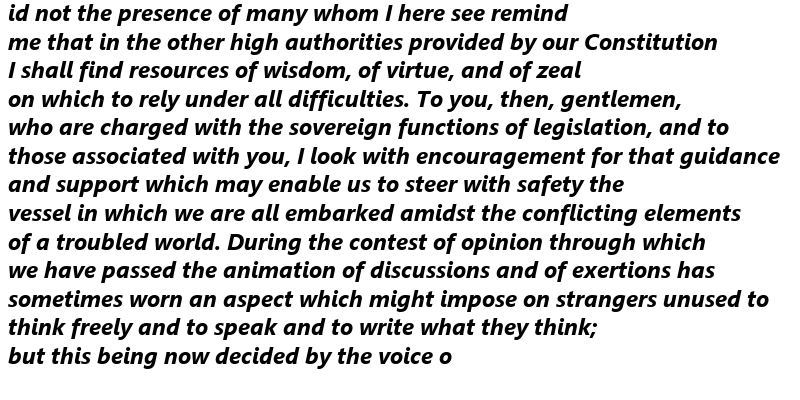 id not the presence of many whom I here see remind
me that in the other high authorities provided by our Constitution
I shall find resources of wisdom, of virtue, and of zeal
on which to rely under all difficulties. To you, then, gentlemen,
who are charged with the sovereign functions of legislation, and to
those associated with you, I look with encouragement for that guidance
and support which may enable us to steer with safety the
vessel in which we are all embarked amidst the conflicting elements
of a troubled world. During the contest of opinion through which
we have passed the animation of discussions and of exertions has
sometimes worn an aspect which might impose on strangers unused to
think freely and to speak and to write what they think;
but this being now decided by the voice o